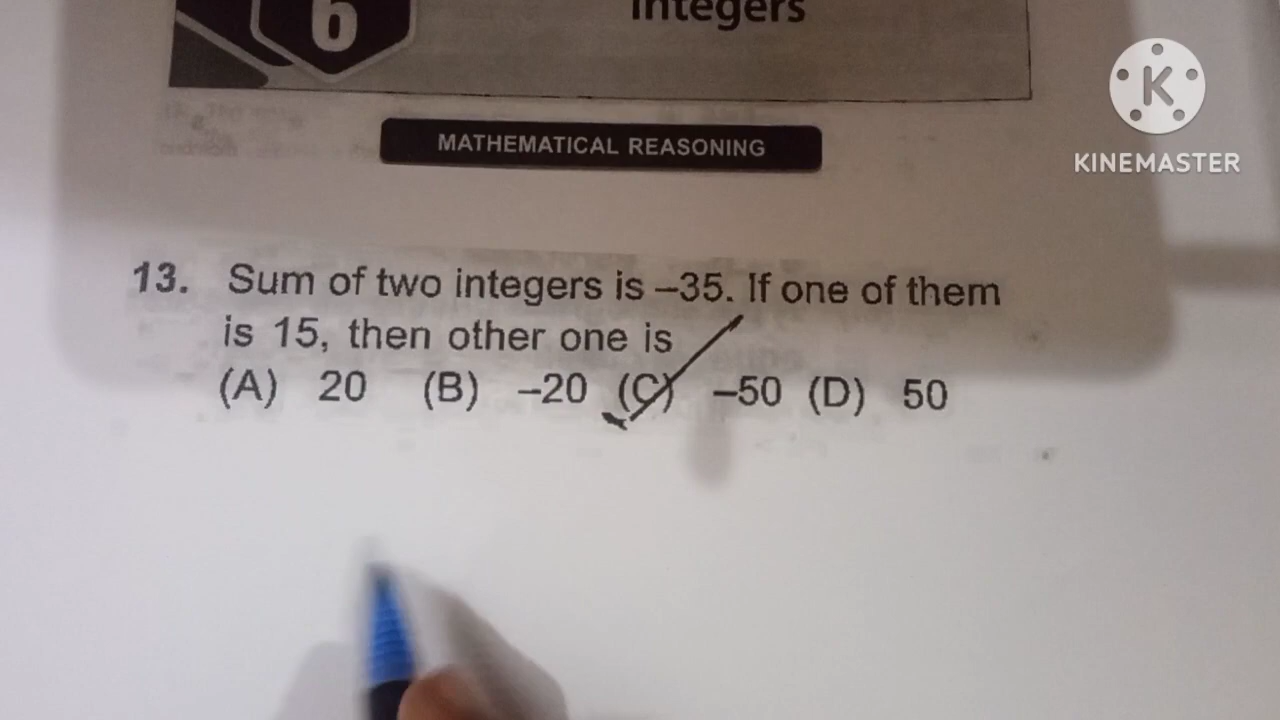 6
Integers
K
KINEMASTER
MATHEMATICAL REASONING
13. Sum of two integers is –35. If one of them
is 15, then other one is
(A) 20 (B) –20 (C) –50 (D) 50